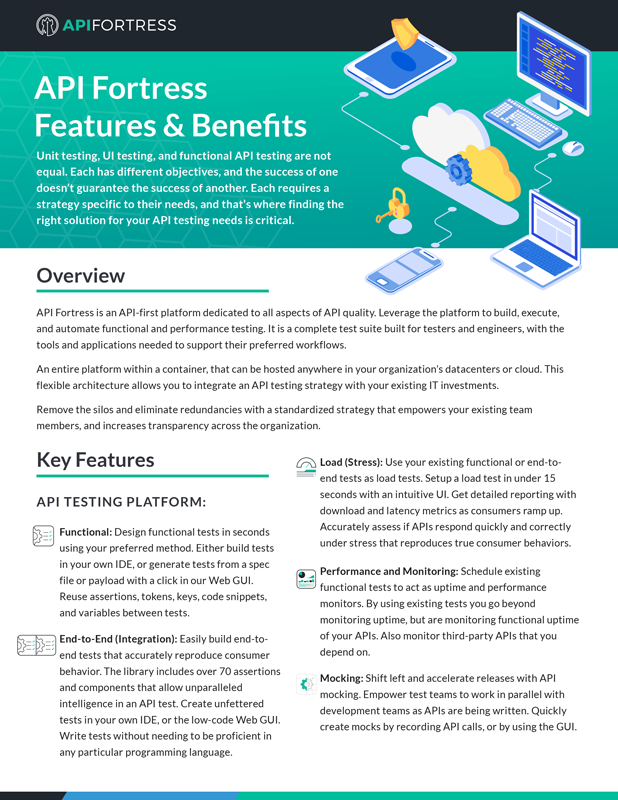 APIFORTRESS
API Fortress
Features & Benefits
Unit testing, UI testing, and functional API testing are not
equal. Each has different objectives, and the success of one
doesn't guarantee the success of another. Each requires a
strategy specific to their needs, and that's where finding the
right solution for your API testing needs is critical.
Overview
API Fortress is an API-first platform dedicated to all aspects of API quality. Leverage the platform to build, execute,
and automate functional and performance testing. It is a complete test suite built for testers and engineers, with the
tools and applications needed to support their preferred workflows.
An entire platform within a container, that can be hosted anywhere in your organization's datacenters or cloud. This
flexible architecture allows you to integrate an API testing strategy with your existing IT investments.
Remove the silos and eliminate redundancies with a standardized strategy that empowers your existing team
members, and increases transparency across the organization.
Key Features
API TESTING PLATFORM:
Functional: Design functional tests in seconds
using your preferred method. Either build tests
in your own IDE, or generate tests from a spec
file or payload with a click in our Web GUI.
Reuse assertions, tokens, keys, code snippets,
and variables between tests.
End-to-End (Integration): Easily build end-to-
end tests that accurately reproduce consumer
behavior. The library includes over 70 assertions
and components that allow unparalleled
intelligence in an API test. Create unfettered
tests in your own IDE, or the low-code Web GUI.
Write tests without needing to be proficient in
any particular programming language.
Load (Stress): Use your existing functional or end-to-
end tests as load tests. Setup a load test in under 15
seconds with an intuitive UI. Get detailed reporting with
download and latency metrics as consumers ramp up.
Accurately assess if APIs respond quickly and correctly
under stress that reproduces true consumer behaviors.
Performance and Monitoring: Schedule existing
functional tests to act as uptime and performance
monitors. By using existing tests you go beyond
monitoring uptime, but are monitoring functional uptime
of your APIs. Also monitor third-party APIs that you
depend on.
Mocking: Shift left and accelerate releases with API
mocking. Empower test teams to work in parallel with
development teams as APIs are being written. Quickly
create mocks by recording API calls, or by using the GUI.